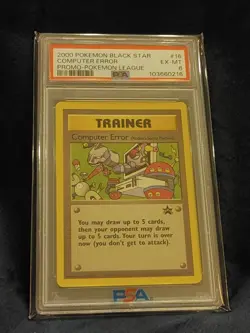 2000 POKEMON BLACK STAR #16
COMPUTER ERROR EX-MT
PROMO-POKEMON LEAGUE 6
PSA 103660216
TRAINER
Computer Error
You may draw up to 5 cards,
then your opponent may draw up
to 5 cards. Your turn is over
now (you don't get to attack).
PSA